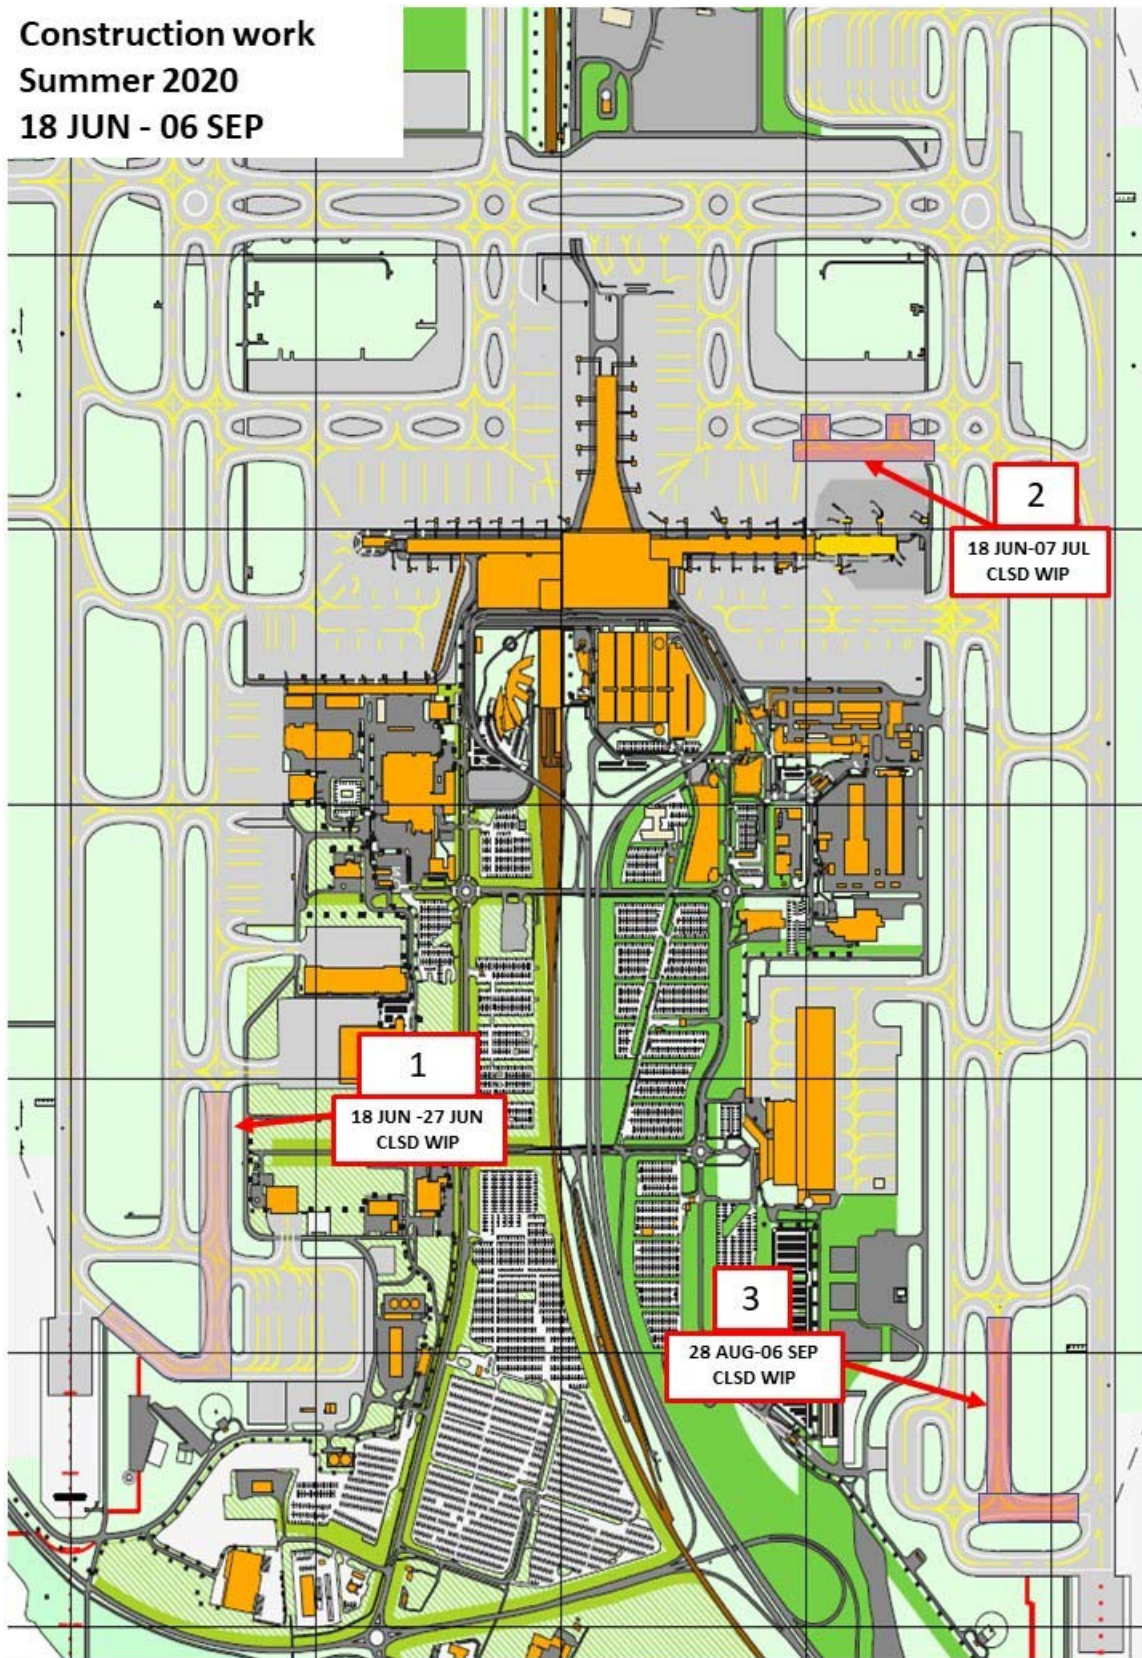 Construction work
Summer 2020
18 JUN - 06 SEP
2
18 JUN-07 JUL
CLSD WIP
1
18 JUN -27 JUN
CLSD WIP
3
28 AUG-06 SEP
CLSD WIP